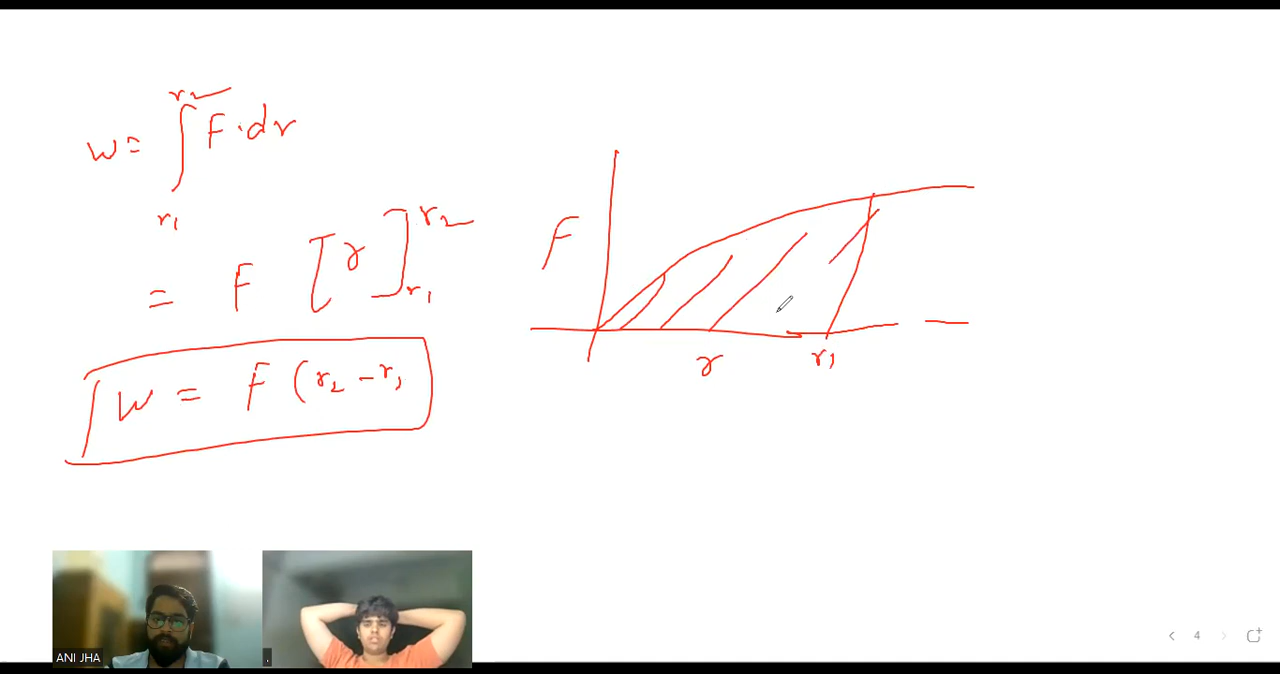 W = ∫ F · dr
r2
r1
= F [r] r2 r1
W = F (r2 - r1
F
r
r1
ANI JHA
.
4